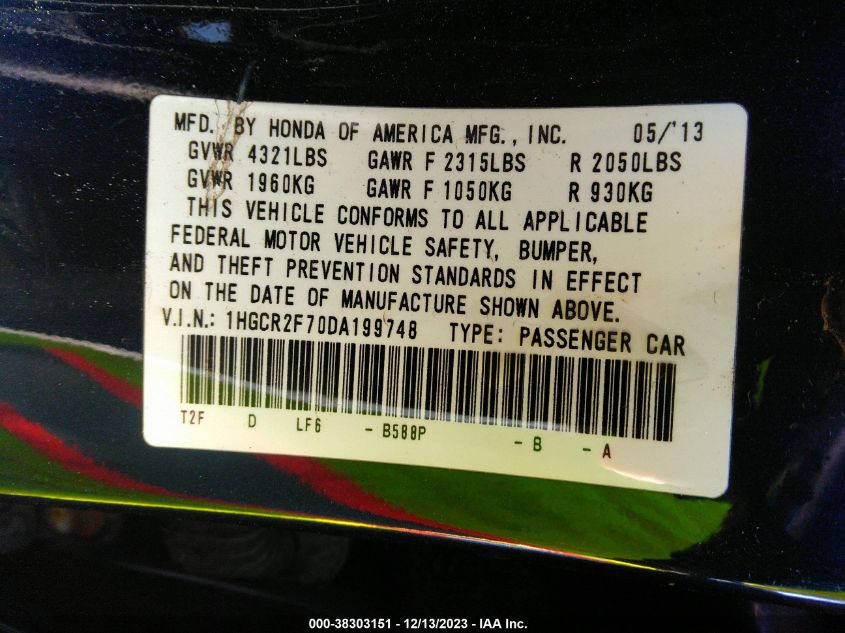 MFD. BY HONDA OF AMERICA MFG., INC. 05/'13
GVWR 4321LBS GAWR F 2315LBS R 2050LBS
GVWR 1960KG GAWR F 1050KG R 930KG
THIS VEHICLE CONFORMS TO ALL APPLICABLE
FEDERAL MOTOR VEHICLE SAFETY, BUMPER,
AND THEFT PREVENTION STANDARDS IN EFFECT
ON THE DATE OF MANUFACTURE SHOWN ABOVE.
V.I.N.: 1HGCR2F70DA199748 TYPE: PASSENGER CAR
T2F D LF6 - B588P - B - A
000-38303151 - 12/13/2023 - IAA Inc.